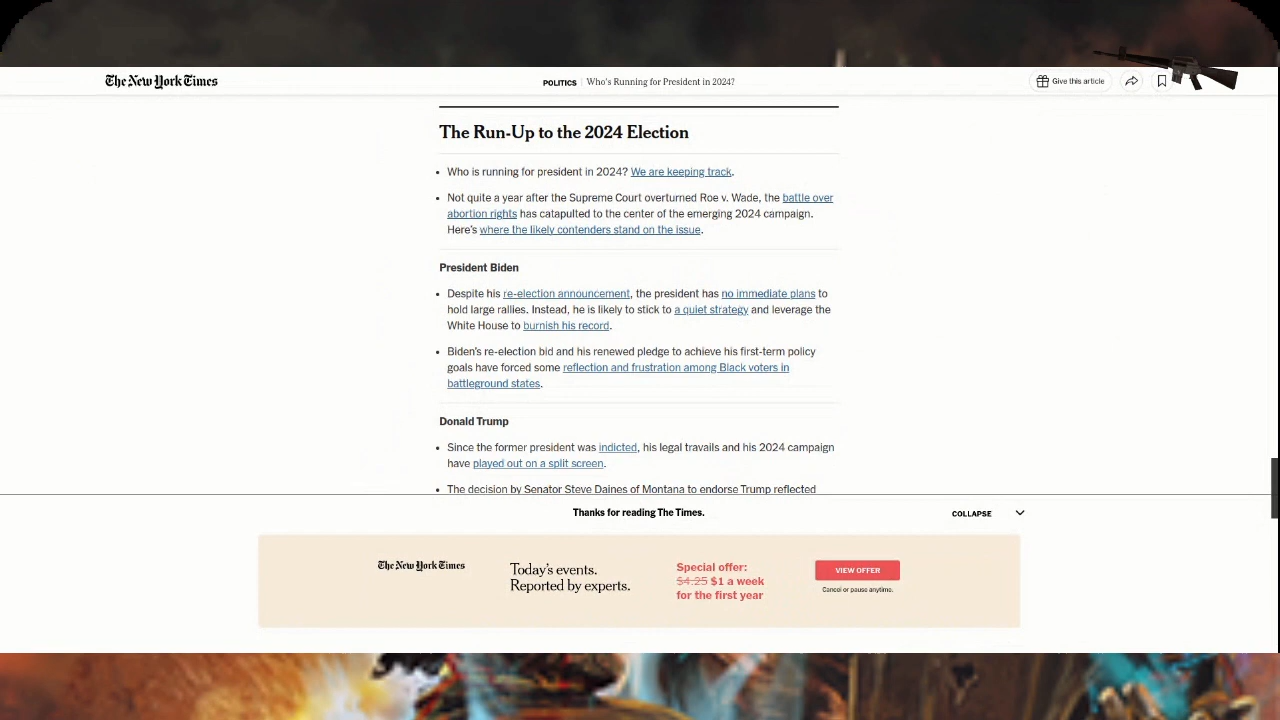 The New York Times
POLITICS | Who's Running for President in 2024?
Give this article
The Run-Up to the 2024 Election
• Who is running for president in 2024? We are keeping track.
• Not quite a year after the Supreme Court overturned Roe v. Wade, the battle over
abortion rights has catapulted to the center of the emerging 2024 campaign.
Here's where the likely contenders stand on the issue.
President Biden
• Despite his re-election announcement, the president has no immediate plans to
hold large rallies. Instead, he is likely to stick to a quiet strategy and leverage the
White House to burnish his record.
• Biden's re-election bid and his renewed pledge to achieve his first-term policy
goals have forced some reflection and frustration among Black voters in
battleground states.
Donald Trump
• Since the former president was indicted, his legal travails and his 2024 campaign
have played out on a split screen.
• The decision by Senator Steve Daines of Montana to endorse Trump reflected
Thanks for reading The Times.
COLLAPSE
The New York Times
Today's events.
Reported by experts.
Special offer:
$4.25 $1 a week
for the first year
VIEW OFFER
Cancel or pause anytime.